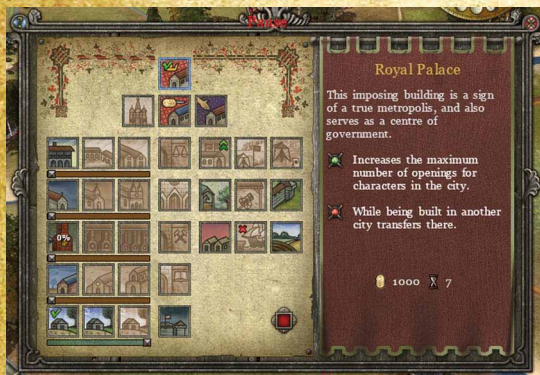 Pause
Royal Palace
This imposing building is a sign
of a true metropolis, and also
serves as a centre of
government.
Increases the maximum
number of openings for
characters in the city.
While being built in another
city transfers there.
0%
1000 7